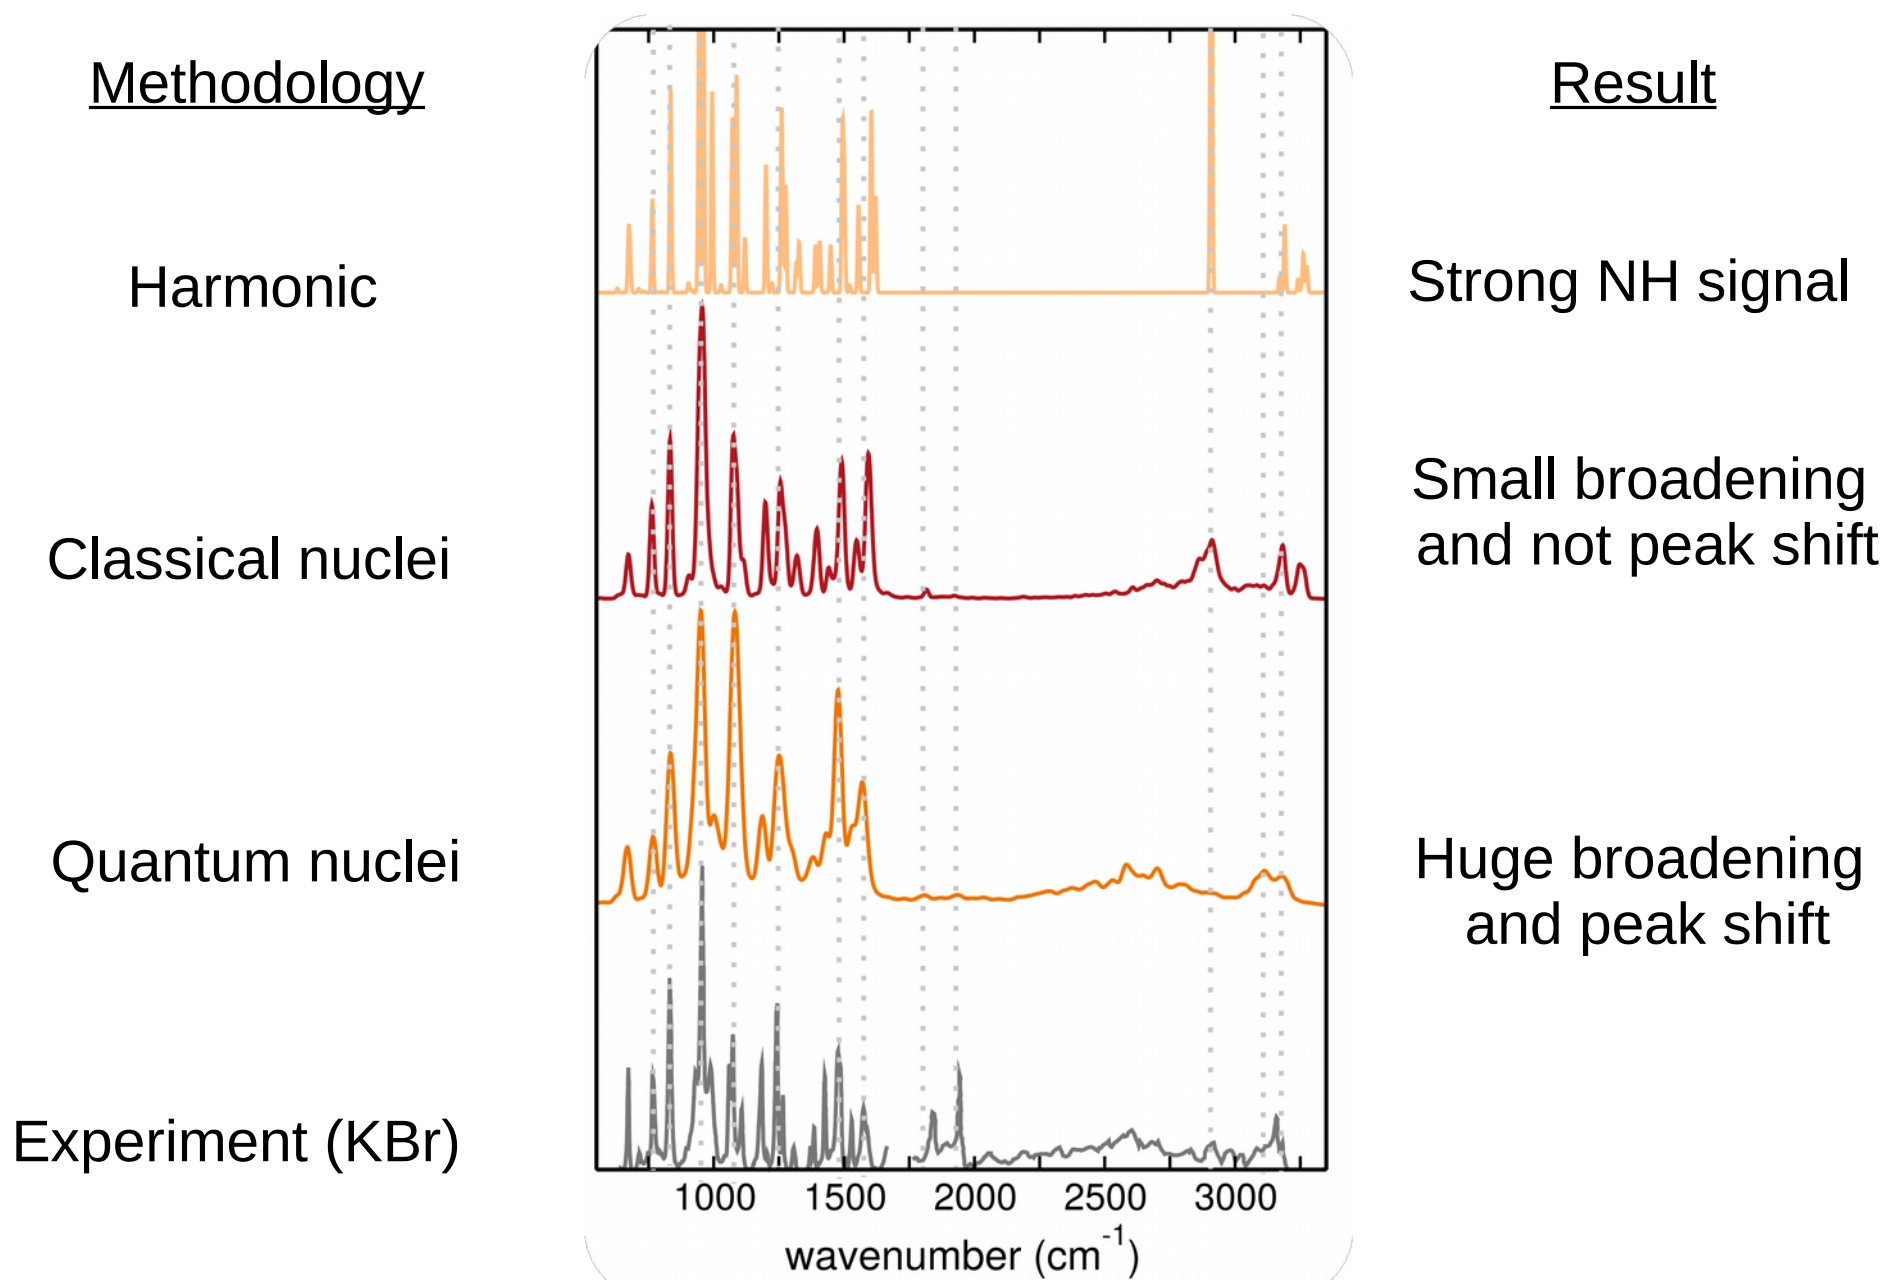 Methodology
Result
Harmonic
Strong NH signal
Classical nuclei
Small broadening
and not peak shift
Quantum nuclei
Huge broadening
and peak shift
Experiment (KBr)
1000 1500 2000 2500 3000
wavenumber (cm⁻¹)